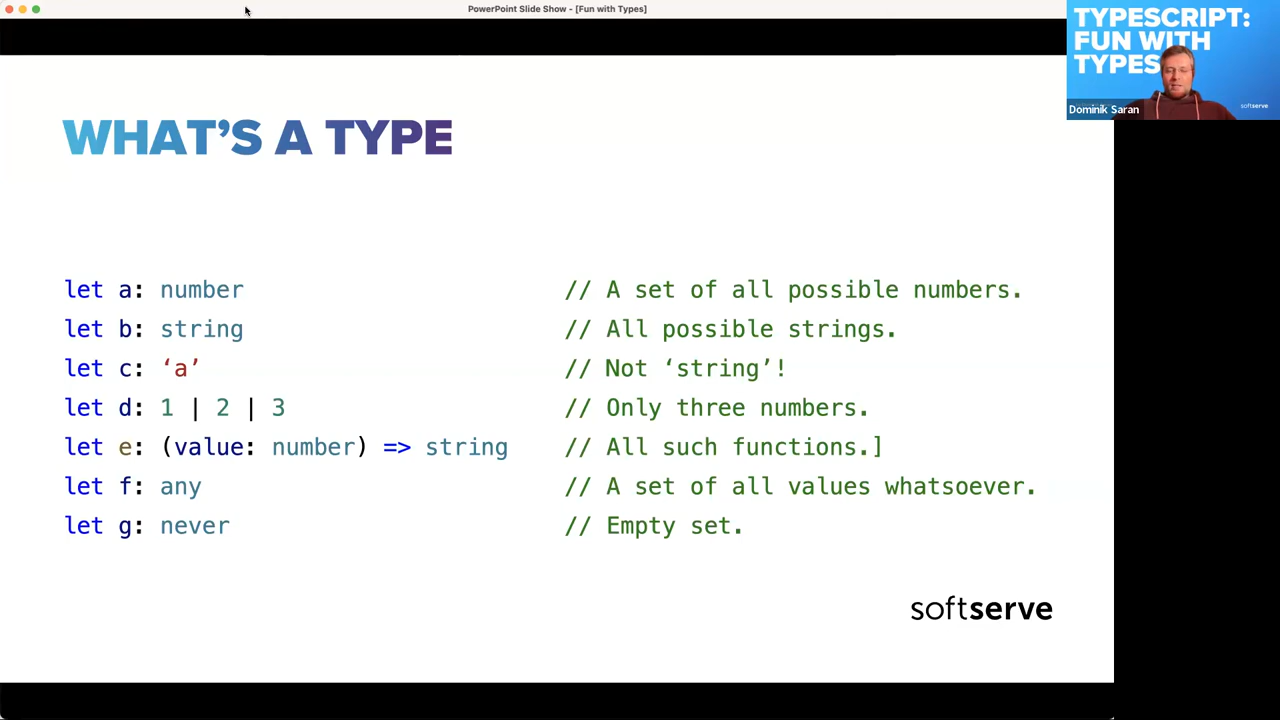 PowerPoint Slide Show - [Fun with Types]
TYPESCRIPT:
FUN WITH
TYPES
Dominik Saran
softserve
WHAT’S A TYPE
let a: number // A set of all possible numbers.
let b: string // All possible strings.
let c: ‘a’ // Not ‘string’!
let d: 1 | 2 | 3 // Only three numbers.
let e: (value: number) => string // All such functions.]
let f: any // A set of all values whatsoever.
let g: never // Empty set.
softserve